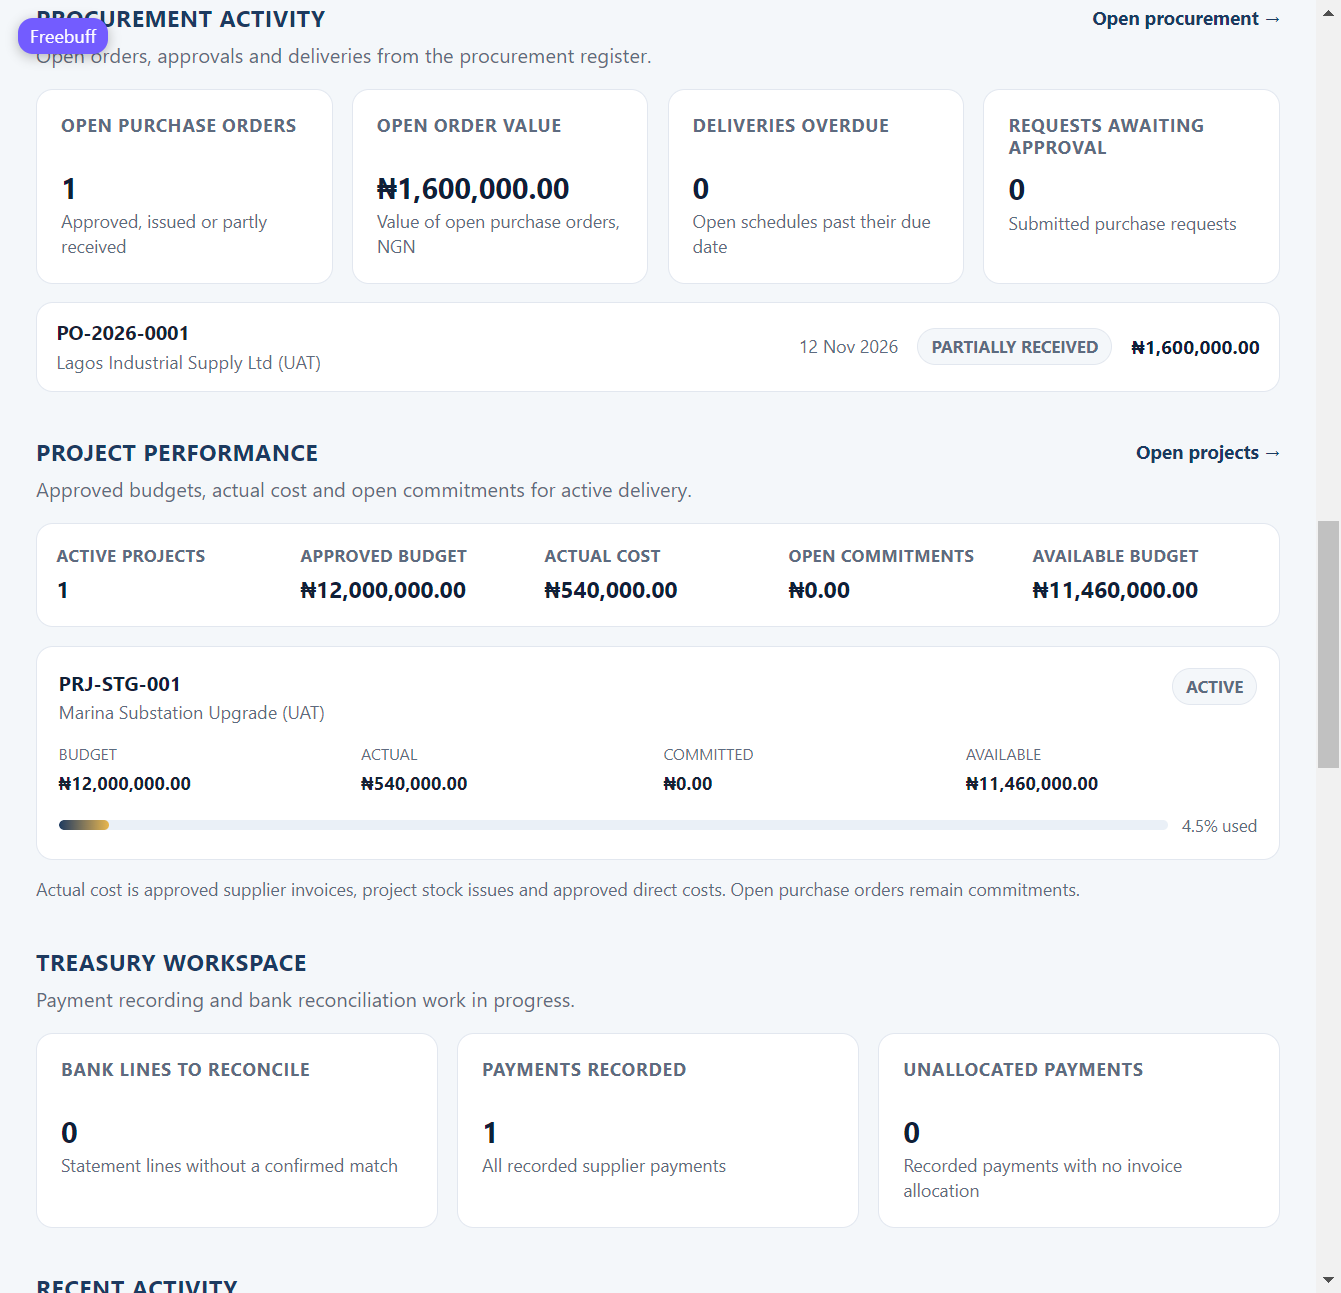 PROCUREMENT ACTIVITY
Open procurement →
Freebuff
Open orders, approvals and deliveries from the procurement register.
OPEN PURCHASE ORDERS
1
Approved, issued or partly
received
OPEN ORDER VALUE
₦1,600,000.00
Value of open purchase orders,
NGN
DELIVERIES OVERDUE
0
Open schedules past their due
date
REQUESTS AWAITING
APPROVAL
0
Submitted purchase requests
PO-2026-0001
Lagos Industrial Supply Ltd (UAT)
12 Nov 2026
PARTIALLY RECEIVED
₦1,600,000.00
PROJECT PERFORMANCE
Open projects →
Approved budgets, actual cost and open commitments for active delivery.
ACTIVE PROJECTS
1
APPROVED BUDGET
₦12,000,000.00
ACTUAL COST
₦540,000.00
OPEN COMMITMENTS
₦0.00
AVAILABLE BUDGET
₦11,460,000.00
PRJ-STG-001
Marina Substation Upgrade (UAT)
ACTIVE
BUDGET
₦12,000,000.00
ACTUAL
₦540,000.00
COMMITTED
₦0.00
AVAILABLE
₦11,460,000.00
4.5% used
Actual cost is approved supplier invoices, project stock issues and approved direct costs. Open purchase orders remain commitments.
TREASURY WORKSPACE
Payment recording and bank reconciliation work in progress.
BANK LINES TO RECONCILE
0
Statement lines without a confirmed match
PAYMENTS RECORDED
1
All recorded supplier payments
UNALLOCATED PAYMENTS
0
Recorded payments with no invoice
allocation
RECENT ACTIVITY